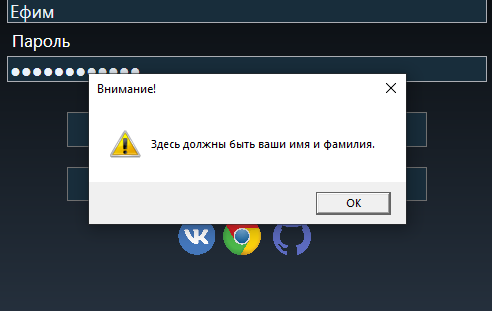 Ефим
Пароль
Внимание!
Здесь должны быть ваши имя и фамилия.
OK